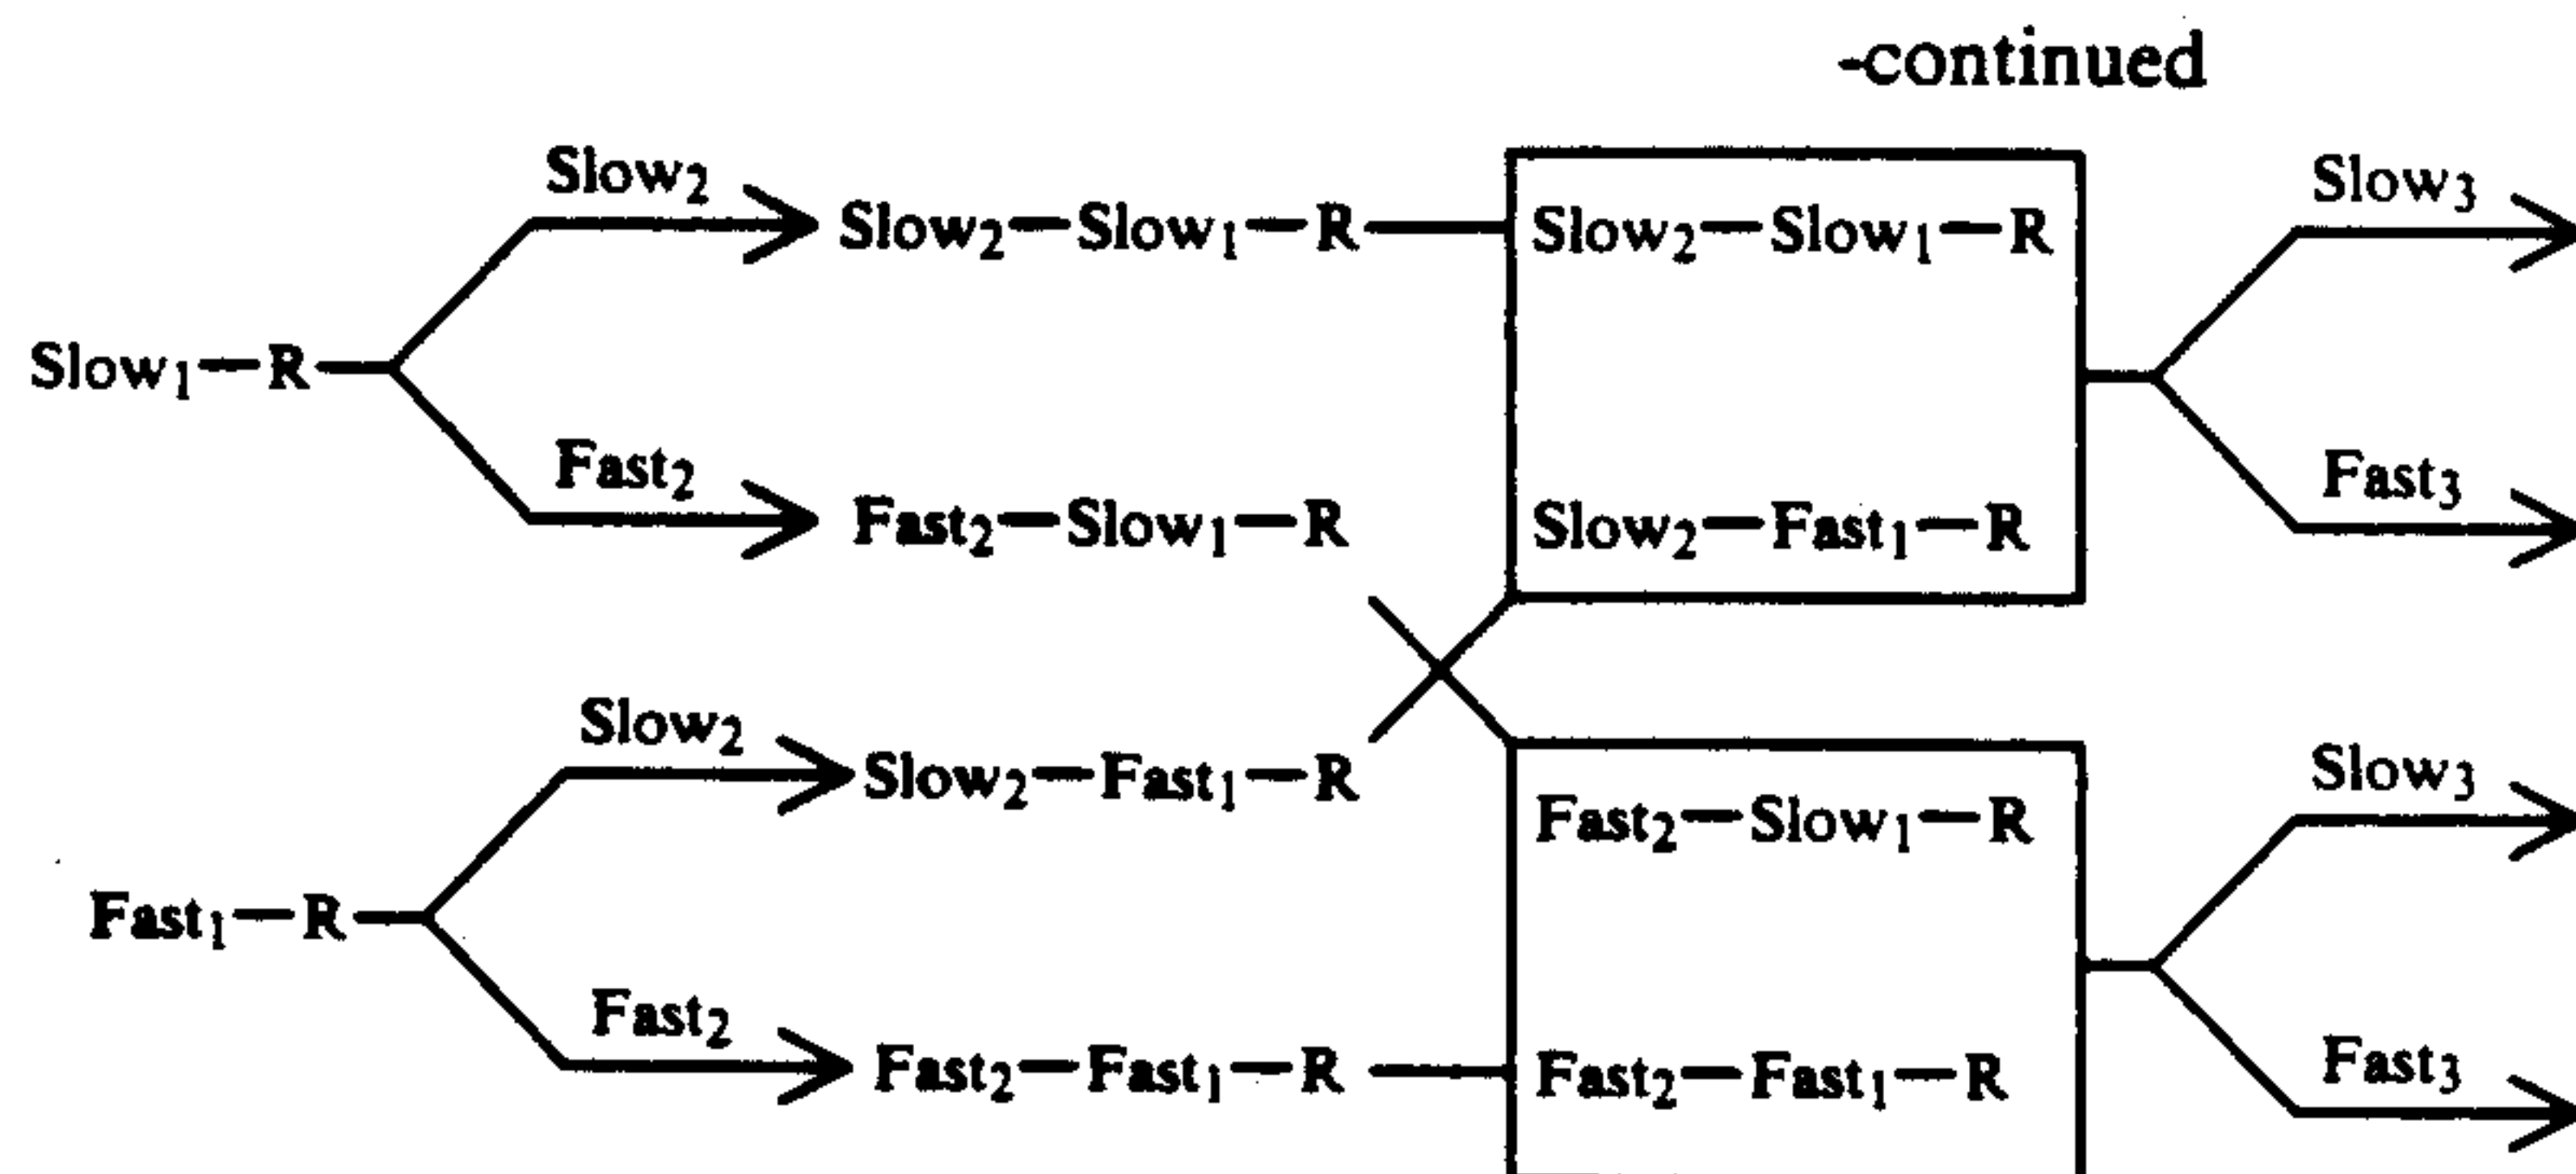 -continued
Slow₂ Slow₃
Slow₂—Slow₁—R Slow₂—Slow₁—R
Slow₁—R
Fast₂ Fast₃
Fast₂—Slow₁—R Slow₂—Fast₁—R
Slow₂ Slow₃
Slow₂—Fast₁—R Fast₂—Slow₁—R
Fast₁—R
Fast₂ Fast₃
Fast₂—Fast₁—R Fast₂—Fast₁—R